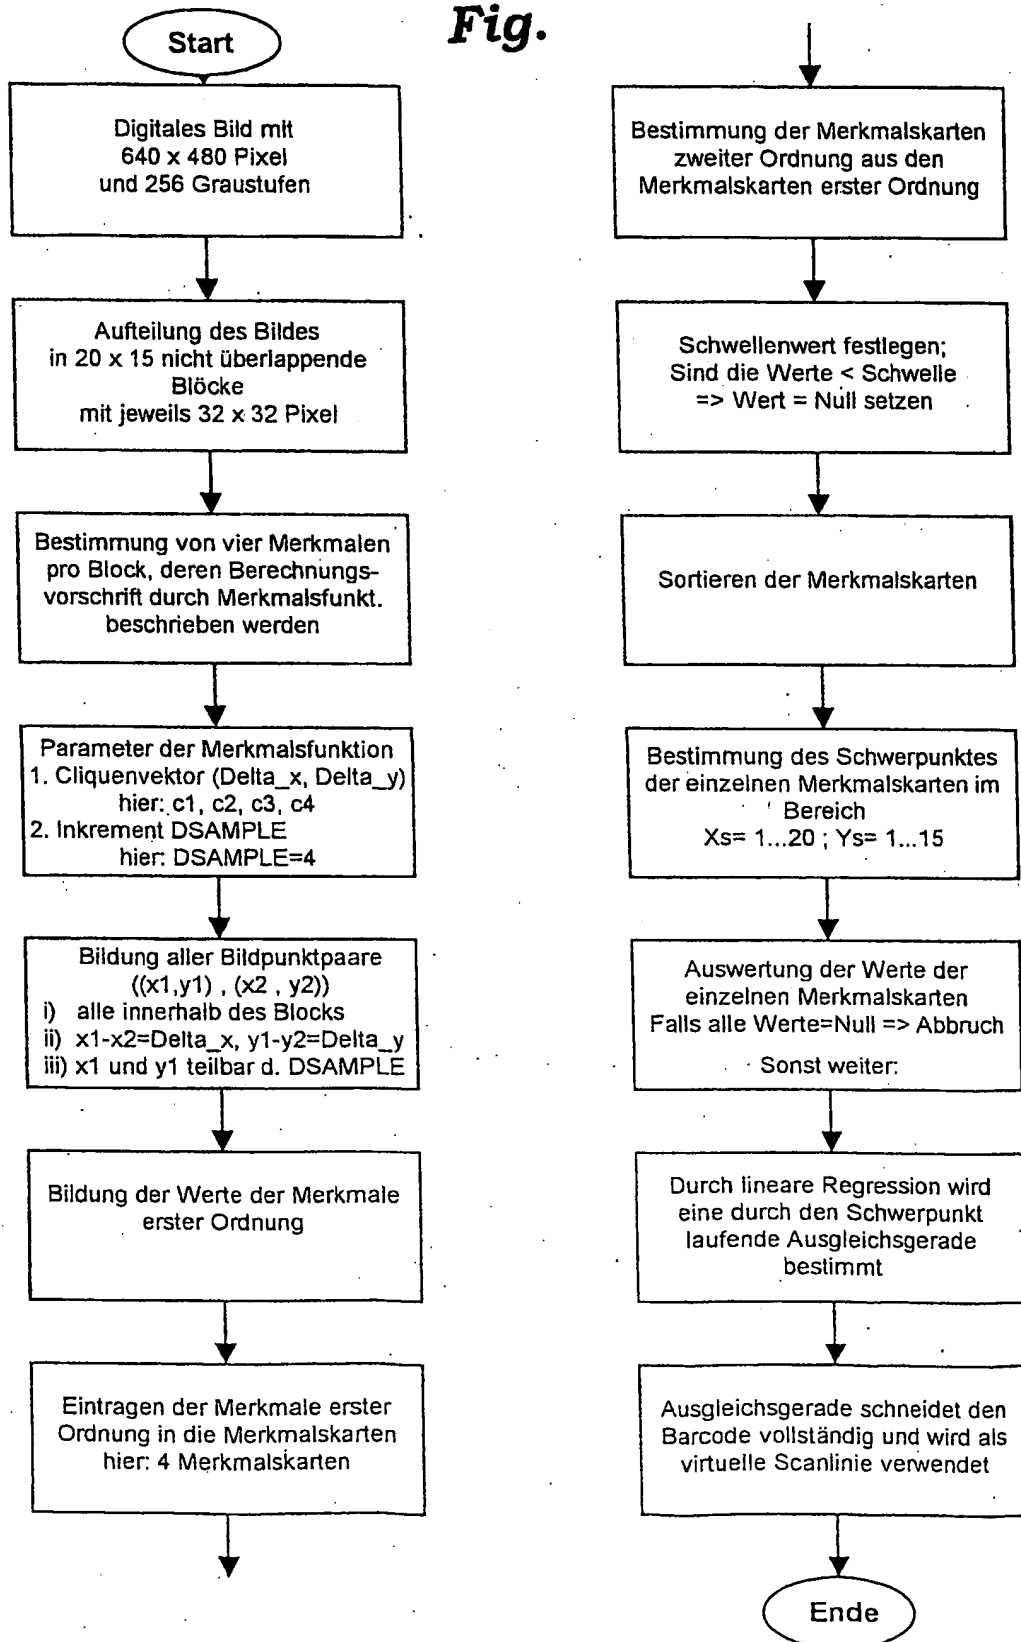 Fig.
Start
Digitales Bild mit
640 x 480 Pixel
und 256 Graustufen
Aufteilung des Bildes
in 20 x 15 nicht überlappende
Blöcke
mit jeweils 32 x 32 Pixel
Bestimmung von vier Merkmalen
pro Block, deren Berechnungs-
vorschrift durch Merkmalsfunkt.
beschrieben werden
Parameter der Merkmalsfunktion
1. Cliquenvektor (Delta_x, Delta_y)
hier: c1, c2, c3, c4
2. Inkrement DSAMPLE
hier: DSAMPLE=4
Bildung aller Bildpunktpaare
((x1,y1) , (x2 , y2))
i) alle innerhalb des Blocks
ii) x1-x2=Delta_x, y1-y2=Delta_y
iii) x1 und y1 teilbar d. DSAMPLE
Bildung der Werte der Merkmale
erster Ordnung
Eintragen der Merkmale erster
Ordnung in die Merkmalskarten
hier: 4 Merkmalskarten
Bestimmung der Merkmalskarten
zweiter Ordnung aus den
Merkmalskarten erster Ordnung
Schwellenwert festlegen;
Sind die Werte < Schwelle
=> Wert = Null setzen
Sortieren der Merkmalskarten
Bestimmung des Schwerpunktes
der einzelnen Merkmalskarten im
Bereich
Xs= 1...20 ; Ys= 1...15
Auswertung der Werte der
einzelnen Merkmalskarten
Falls alle Werte=Null => Abbruch
Sonst weiter:
Durch lineare Regression wird
eine durch den Schwerpunkt
laufende Ausgleichsgerade
bestimmt
Ausgleichsgerade schneidet den
Barcode vollständig und wird als
virtuelle Scanlinie verwendet
Ende